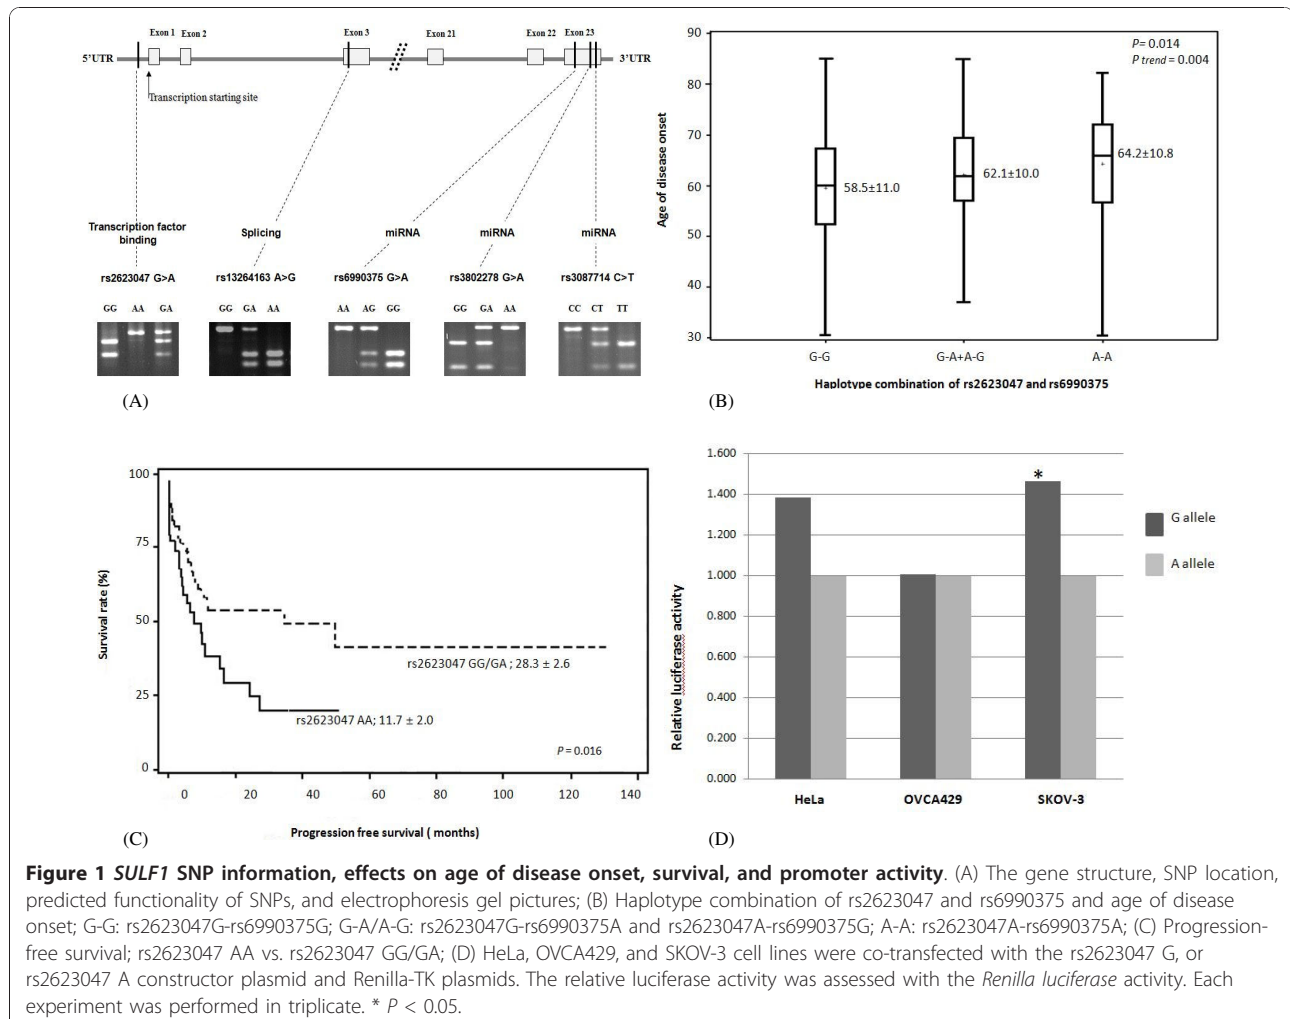 Exon 1 Exon 2 Exon 3 Exon 21 Exon 22 Exon 23
5'UTR 3'UTR
Transcription starting site
Transcription factor binding Splicing miRNA miRNA miRNA
rs2623047 G>A rs13264163 A>G rs6990375 G>A rs3802278 G>A rs3087714 C>T
GG AA GA GG GA AA AA AG GG GG GA AA CC CT TT
(A)
90
80
70
60
50
40
30
Age of disease onset
P= 0.014
P trend = 0.004
58.5±11.0
62.1±10.0
64.2±10.8
G-G G-A+A-G A-A
Haplotype combination of rs2623047 and rs6990375
(B)
100
75
50
25
0
Survival rate (%)
rs2623047 GG/GA ; 28.3 ± 2.6
rs2623047 AA; 11.7 ± 2.0
P = 0.016
0 20 40 60 80 100 120 140
Progression free survival ( months)
(C)
1.600
1.400
1.200
1.000
0.800
0.600
0.400
0.200
0.000
Relative luciferase activity
*
G allele
A allele
HeLa OVCA429 SKOV-3
(D)
Figure 1 SULF1 SNP information, effects on age of disease onset, survival, and promoter activity. (A) The gene structure, SNP location,
predicted functionality of SNPs, and electrophoresis gel pictures; (B) Haplotype combination of rs2623047 and rs6990375 and age of disease
onset; G-G: rs2623047G-rs6990375G; G-A/A-G: rs2623047G-rs6990375A and rs2623047A-rs6990375G; A-A: rs2623047A-rs6990375A; (C) Progression-
free survival; rs2623047 AA vs. rs2623047 GG/GA; (D) HeLa, OVCA429, and SKOV-3 cell lines were co-transfected with the rs2623047 G, or
rs2623047 A constructor plasmid and Renilla-TK plasmids. The relative luciferase activity was assessed with the Renilla luciferase activity. Each
experiment was performed in triplicate. * P < 0.05.